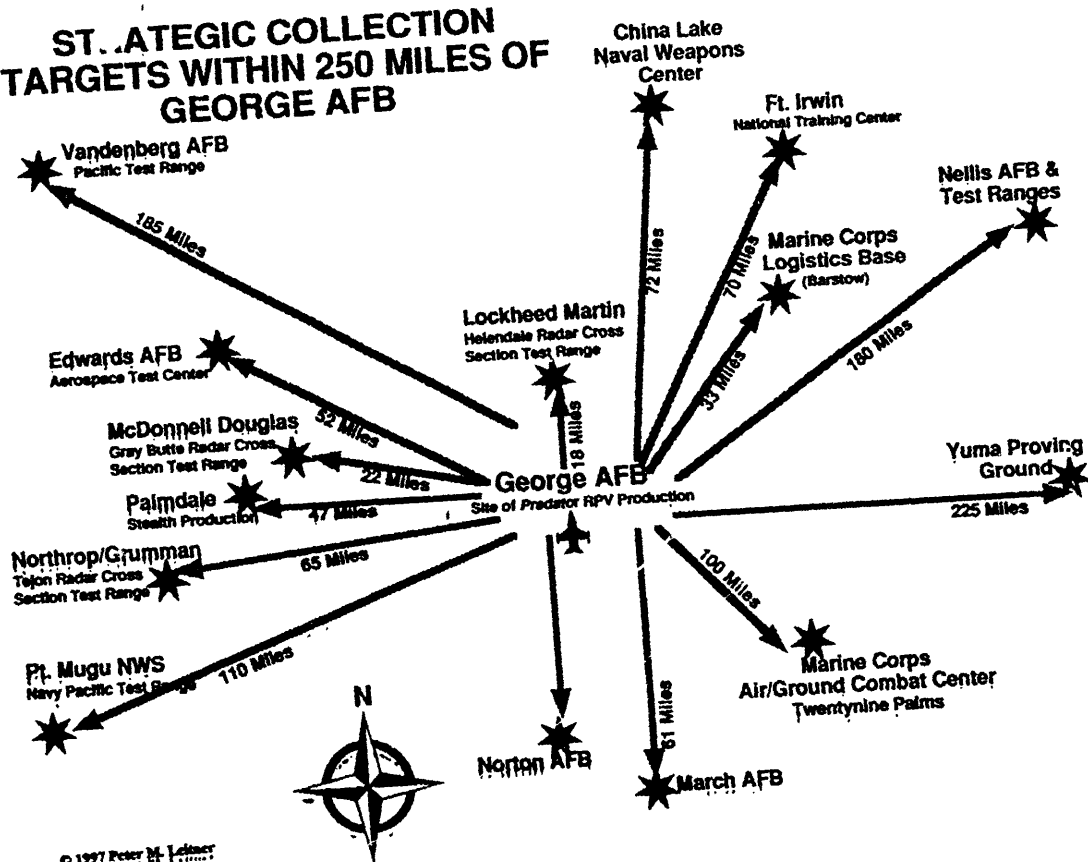 ST. .ATEGIC COLLECTION
TARGETS WITHIN 250 MILES OF
GEORGE AFB
China Lake
Naval Weapons
Center
Ft. Irwin
National Training Center
Vandenberg AFB
Pacific Test Range
Nellis AFB &
Test Ranges
185 Miles
72 Miles
70 Miles
Marine Corps
Logistics Base
(Barstow)
Lockheed Martin
Helendale Radar Cross
Section Test Range
180 Miles
Edwards AFB
Aerospace Test Center
33 Miles
52 Miles
18 Miles
McDonnell Douglas
Gray Butte Radar Cross
Section Test Range
22 Miles
George AFB
Site of Predator RPV Production
Yuma Proving
Ground
225 Miles
Palmdale
Stealth Production
47 Miles
Northrop/Grumman
Tejon Radar Cross
Section Test Range
65 Miles
100 Miles
Pt. Mugu NWS
Navy Pacific Test Range
110 Miles
Marine Corps
Air/Ground Combat Center
Twentynine Palms
N
61 Miles
Norton AFB
March AFB
© 1997 Peter M. Leitner